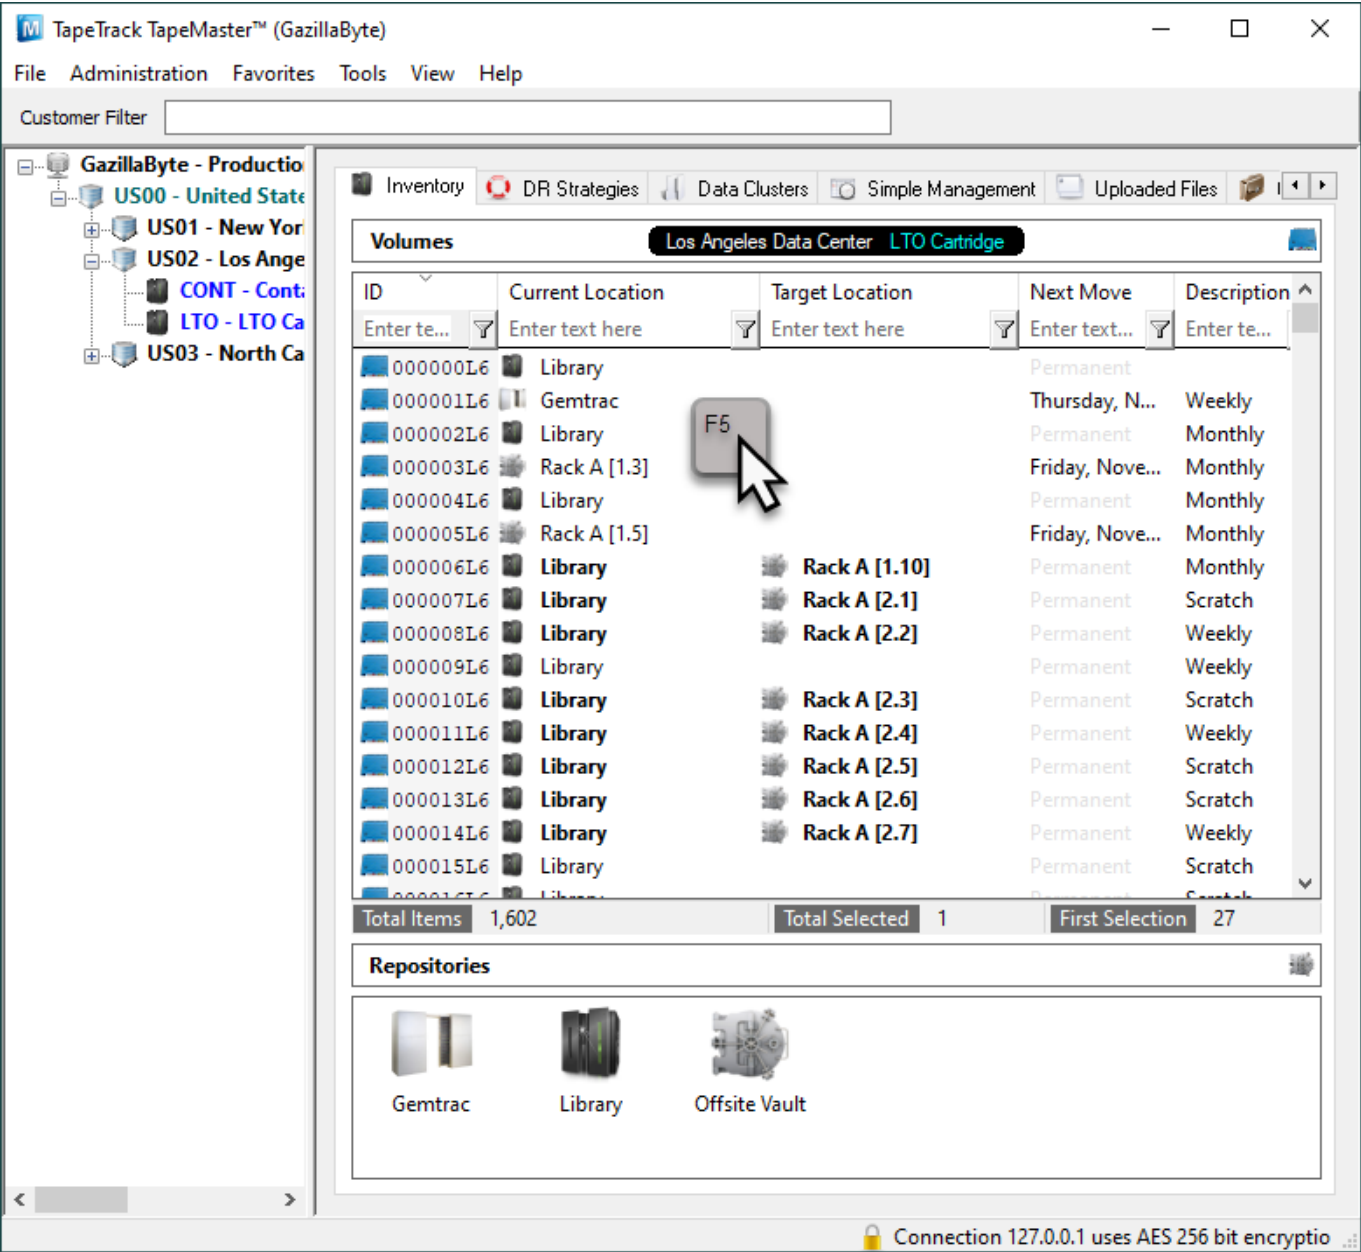 TapeTrack TapeMaster™ (GazillaByte)
File Administration Favorites Tools View Help
Customer Filter
GazillaByte - Productio
US00 - United State
US01 - New Yor
US02 - Los Ange
CONT - Conta
LTO - LTO Ca
US03 - North Ca
Inventory DR Strategies Data Clusters Simple Management Uploaded Files
Volumes Los Angeles Data Center LTO Cartridge
ID Current Location Target Location Next Move Description
Enter te... Enter text here Enter text here Enter text... Enter te...
000000L6 Library Permanent
000001L6 Gemtrac Thursday, N... Weekly
F5
000002L6 Library Permanent Monthly
000003L6 Rack A [1.3] Friday, Nove... Monthly
000004L6 Library Permanent Monthly
000005L6 Rack A [1.5] Friday, Nove... Monthly
000006L6 Library Rack A [1.10] Permanent Monthly
000007L6 Library Rack A [2.1] Permanent Scratch
000008L6 Library Rack A [2.2] Permanent Weekly
000009L6 Library Permanent Weekly
000010L6 Library Rack A [2.3] Permanent Scratch
000011L6 Library Rack A [2.4] Permanent Weekly
000012L6 Library Rack A [2.5] Permanent Scratch
000013L6 Library Rack A [2.6] Permanent Scratch
000014L6 Library Rack A [2.7] Permanent Weekly
000015L6 Library Permanent Scratch
Total Items 1,602 Total Selected 1 First Selection 27
Repositories
Gemtrac Library Offsite Vault
Connection 127.0.0.1 uses AES 256 bit encryptio